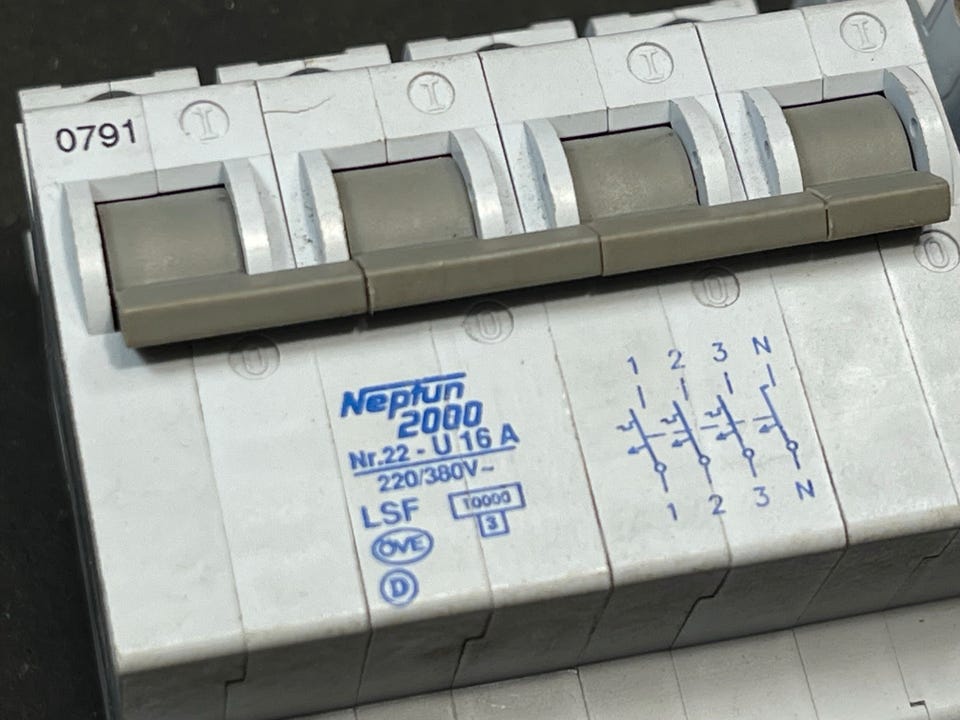 0791
I I I I
O O O O
Neptun
2000
Nr.22 - U 16 A
220/380V~
LSF 10000
3
ÖVE
D
1 2 3 N
1 2 3 N